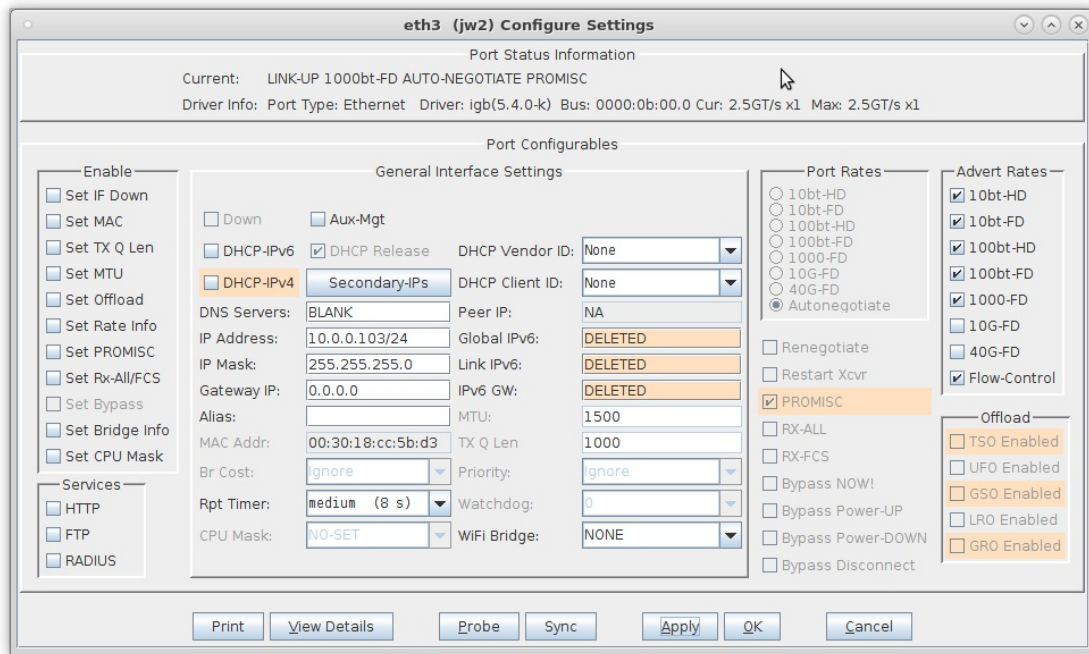 eth3 (jw2) Configure Settings
Port Status Information
Current: LINK-UP 1000bt-FD AUTO-NEGOTIATE PROMISC
Driver Info: Port Type: Ethernet Driver: igb(5.4.0-k) Bus: 0000:0b:00.0 Cur: 2.5GT/s x1 Max: 2.5GT/s x1
Port Configurables
Enable
Set IF Down
Set MAC
Set TX Q Len
Set MTU
Set Offload
Set Rate Info
Set PROMISC
Set Rx-All/FCS
Set Bypass
Set Bridge Info
Set CPU Mask
Services
HTTP
FTP
RADIUS
General Interface Settings
Down Aux-Mgt
DHCP-IPv6 DHCP Release DHCP Vendor ID: None
DHCP-IPv4 Secondary-IPs DHCP Client ID: None
DNS Servers: BLANK Peer IP: NA
IP Address: 10.0.0.103/24 Global IPv6: DELETED
IP Mask: 255.255.255.0 Link IPv6: DELETED
Gateway IP: 0.0.0.0 IPv6 GW: DELETED
Alias: MTU: 1500
MAC Addr: 00:30:18:cc:5b:d3 TX Q Len 1000
Br Cost: Ignore Priority: Ignore
Rpt Timer: medium (8 s) Watchdog: 0
CPU Mask: NO-SET WiFi Bridge: NONE
Port Rates
10bt-HD
10bt-FD
100bt-HD
100bt-FD
1000-FD
10G-FD
40G-FD
Autonegotiate
Renegotiate
Restart Xcvr
PROMISC
RX-ALL
RX-FCS
Bypass NOW!
Bypass Power-UP
Bypass Power-DOWN
Bypass Disconnect
Advert Rates
10bt-HD
10bt-FD
100bt-HD
100bt-FD
1000-FD
10G-FD
40G-FD
Flow-Control
Offload
TSO Enabled
UFO Enabled
GSO Enabled
LRO Enabled
GRO Enabled
Print View Details Probe Sync Apply OK Cancel